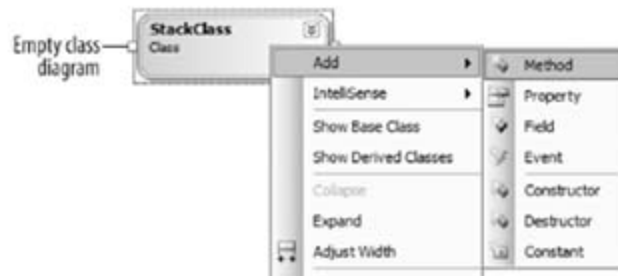 StackClass
Class
Empty class
diagram
Add
IntelliSense
Show Base Class
Show Derived Classes
Collapse
Expand
Adjust Width
Method
Property
Field
Event
Constructor
Destructor
Constant